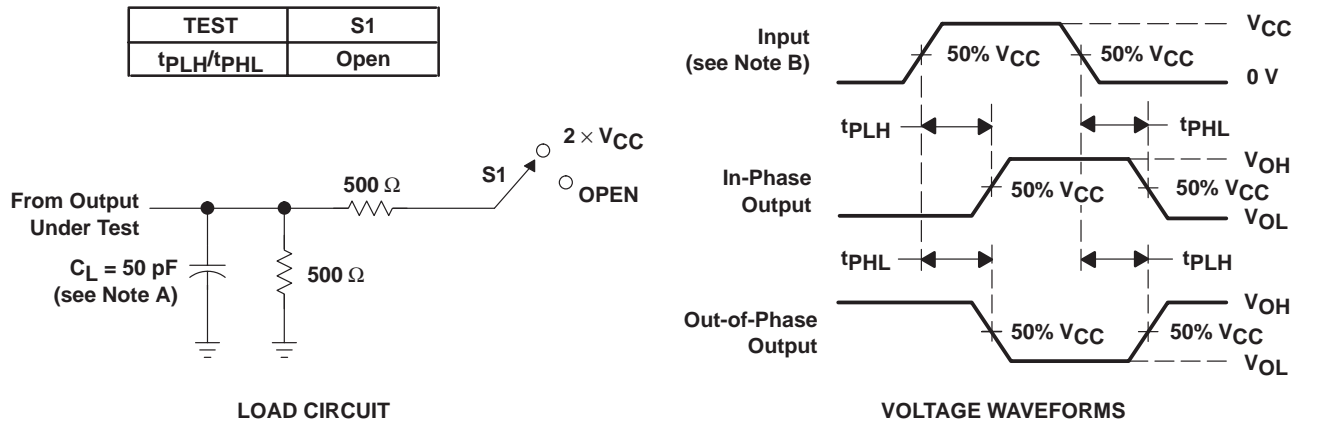 TEST S1
tPLH/tPHL Open
2 × VCC
S1
500 Ω
OPEN
From Output
Under Test
CL = 50 pF
(see Note A)
500 Ω
LOAD CIRCUIT
Input
(see Note B)
50% VCC
50% VCC
VCC
0 V
tPLH
tPHL
In-Phase
Output
50% VCC
50% VCC
VOH
VOL
tPHL
tPLH
Out-of-Phase
Output
50% VCC
50% VCC
VOH
VOL
VOLTAGE WAVEFORMS